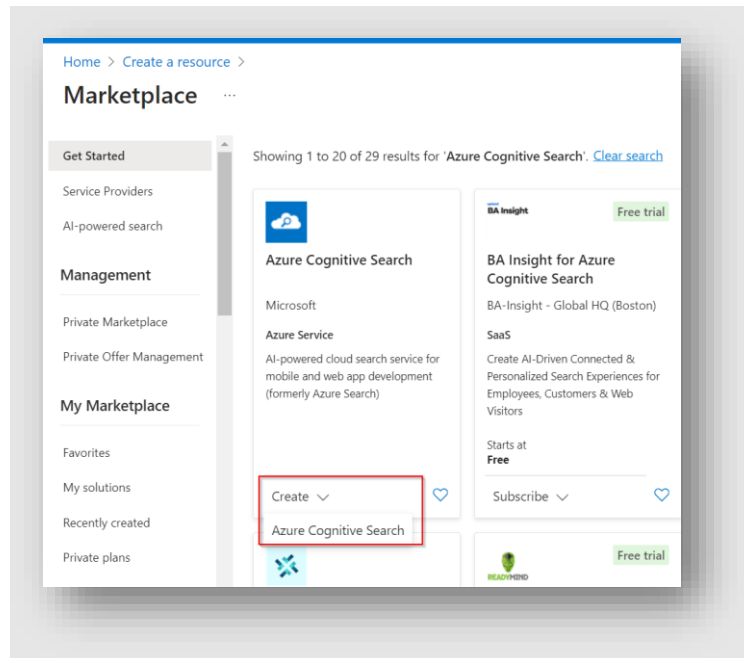 Home > Create a resource >
Marketplace ...
Get Started
Service Providers
AI-powered search
Management
Private Marketplace
Private Offer Management
My Marketplace
Favorites
My solutions
Recently created
Private plans
Showing 1 to 20 of 29 results for 'Azure Cognitive Search'. Clear search
Azure Cognitive Search
Microsoft
Azure Service
AI-powered cloud search service for
mobile and web app development
(formerly Azure Search)
Create
Azure Cognitive Search
BA Insight
Free trial
BA Insight for Azure
Cognitive Search
BA-Insight - Global HQ (Boston)
SaaS
Create AI-Driven Connected &
Personalized Search Experiences for
Employees, Customers & Web
Visitors
Starts at
Free
Subscribe
READYMIND
Free trial